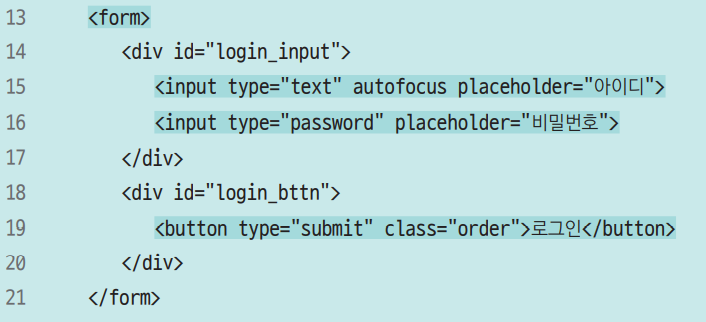 13 <form>
14 <div id="login_input">
15 <input type="text" autofocus placeholder="아이디">
16 <input type="password" placeholder="비밀번호">
17 </div>
18 <div id="login_bttn">
19 <button type="submit" class="order">로그인</button>
20 </div>
21 </form>